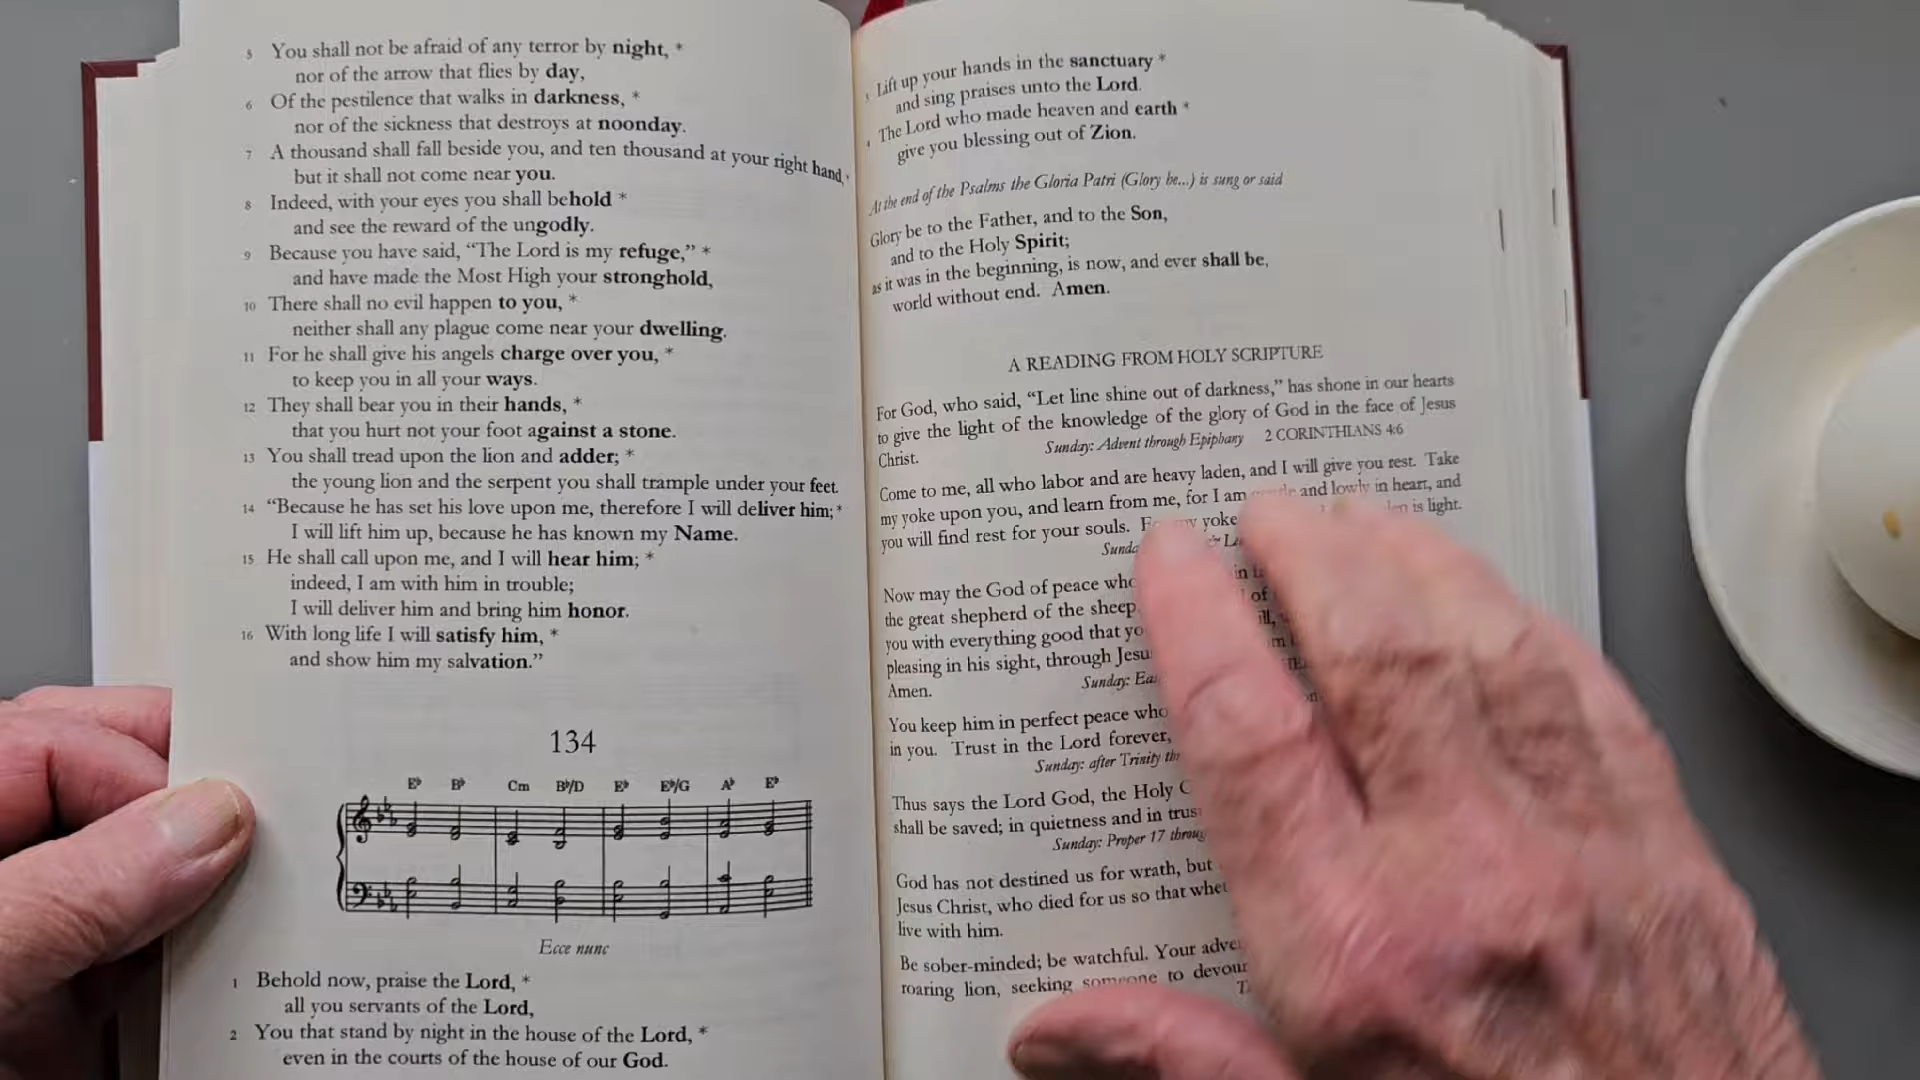 5 You shall not be afraid of any terror by night, *
nor of the arrow that flies by day,
6 Of the pestilence that walks in darkness, *
nor of the sickness that destroys at noonday.
7 A thousand shall fall beside you, and ten thousand at your right hand, *
but it shall not come near you.
8 Indeed, with your eyes you shall behold *
and see the reward of the ungodly.
9 Because you have said, “The Lord is my refuge,” *
and have made the Most High your stronghold,
10 There shall no evil happen to you, *
neither shall any plague come near your dwelling.
11 For he shall give his angels charge over you, *
to keep you in all your ways.
12 They shall bear you in their hands, *
that you hurt not your foot against a stone.
13 You shall tread upon the lion and adder; *
the young lion and the serpent you shall trample under your feet.
14 “Because he has set his love upon me, therefore I will deliver him; *
I will lift him up, because he has known my Name.
15 He shall call upon me, and I will hear him; *
indeed, I am with him in trouble;
I will deliver him and bring him honor.
16 With long life I will satisfy him, *
and show him my salvation.”
134
E♭ B♭ Cm B♭/D E♭ E♭/G A♭ E♭
Ecce nunc
1 Behold now, praise the Lord, *
all you servants of the Lord,
2 You that stand by night in the house of the Lord, *
even in the courts of the house of our God.
Lift up your hands in the sanctuary *
and sing praises unto the Lord.
The Lord who made heaven and earth *
give you blessing out of Zion.
At the end of the Psalms the Gloria Patri (Glory be...) is sung or said
Glory be to the Father, and to the Son,
and to the Holy Spirit;
as it was in the beginning, is now, and ever shall be,
world without end. Amen.
A READING FROM HOLY SCRIPTURE
For God, who said, “Let line shine out of darkness,” has shone in our hearts
to give the light of the knowledge of the glory of God in the face of Jesus
Christ. Sunday: Advent through Epiphany 2 CORINTHIANS 4:6
Come to me, all who labor and are heavy laden, and I will give you rest. Take
my yoke upon you, and learn from me, for I am and lowly in heart, and
you will find rest for your souls. my yoke is light.
Now may the God of peace who
the great shepherd of the sheep of
you with everything good that
pleasing in his sight, through
Amen. Sunday:
You keep him in perfect peace who
in you. Trust in the Lord forever,
Sunday: after Trinity
Thus says the Lord God, the Holy
shall be saved; in quietness and in
Sunday: Proper 17
God has not destined us for wrath, but
Jesus Christ, who died for us so that
live with him.
Be sober-minded; be watchful. Your
roaring lion, seeking someone to